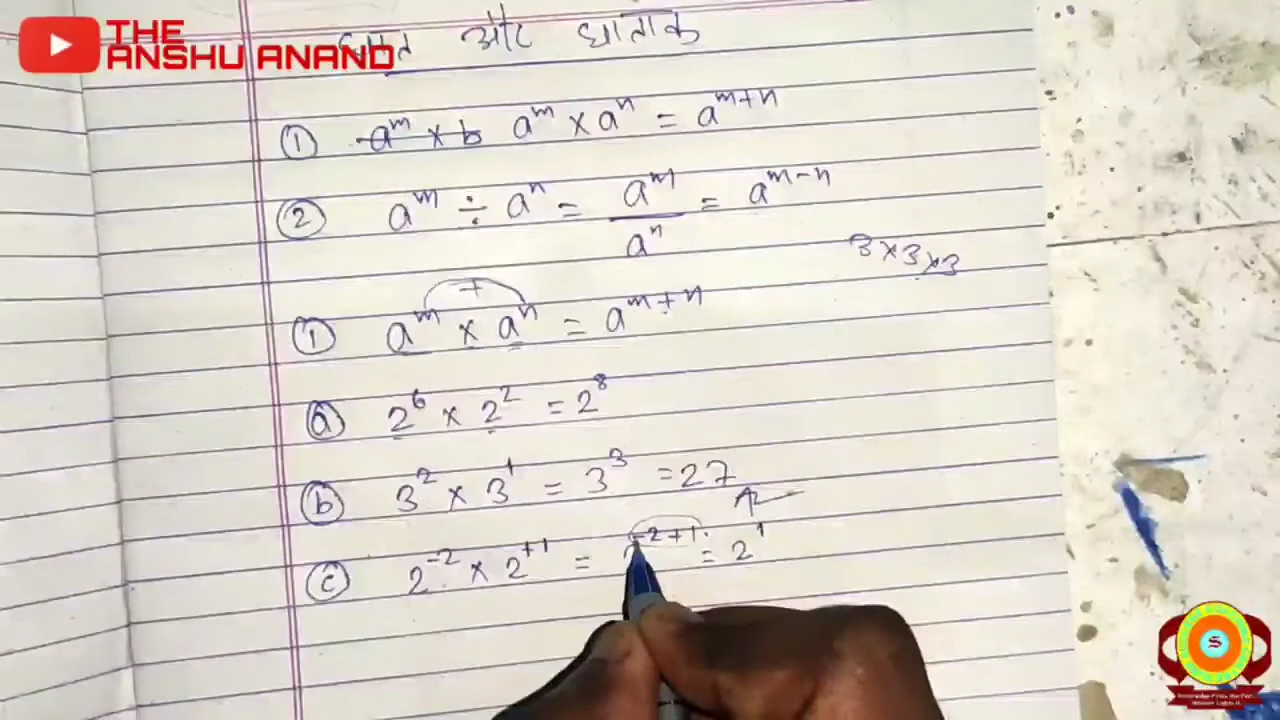 THE
ANSHU ANAND
और घातांक
① a^m × b a^m × a^n = a^{m+n}
② a^m ÷ a^n = a^m / a^n = a^{m-n}
3×3×3
+
① a^m × a^n = a^{m+n}
ⓐ 2^6 × 2^2 = 2^8
ⓑ 3^2 × 3^1 = 3^3 = 27
ⓒ 2^{-2} × 2^{+1} = 2^{-2+1} = 2^1
S